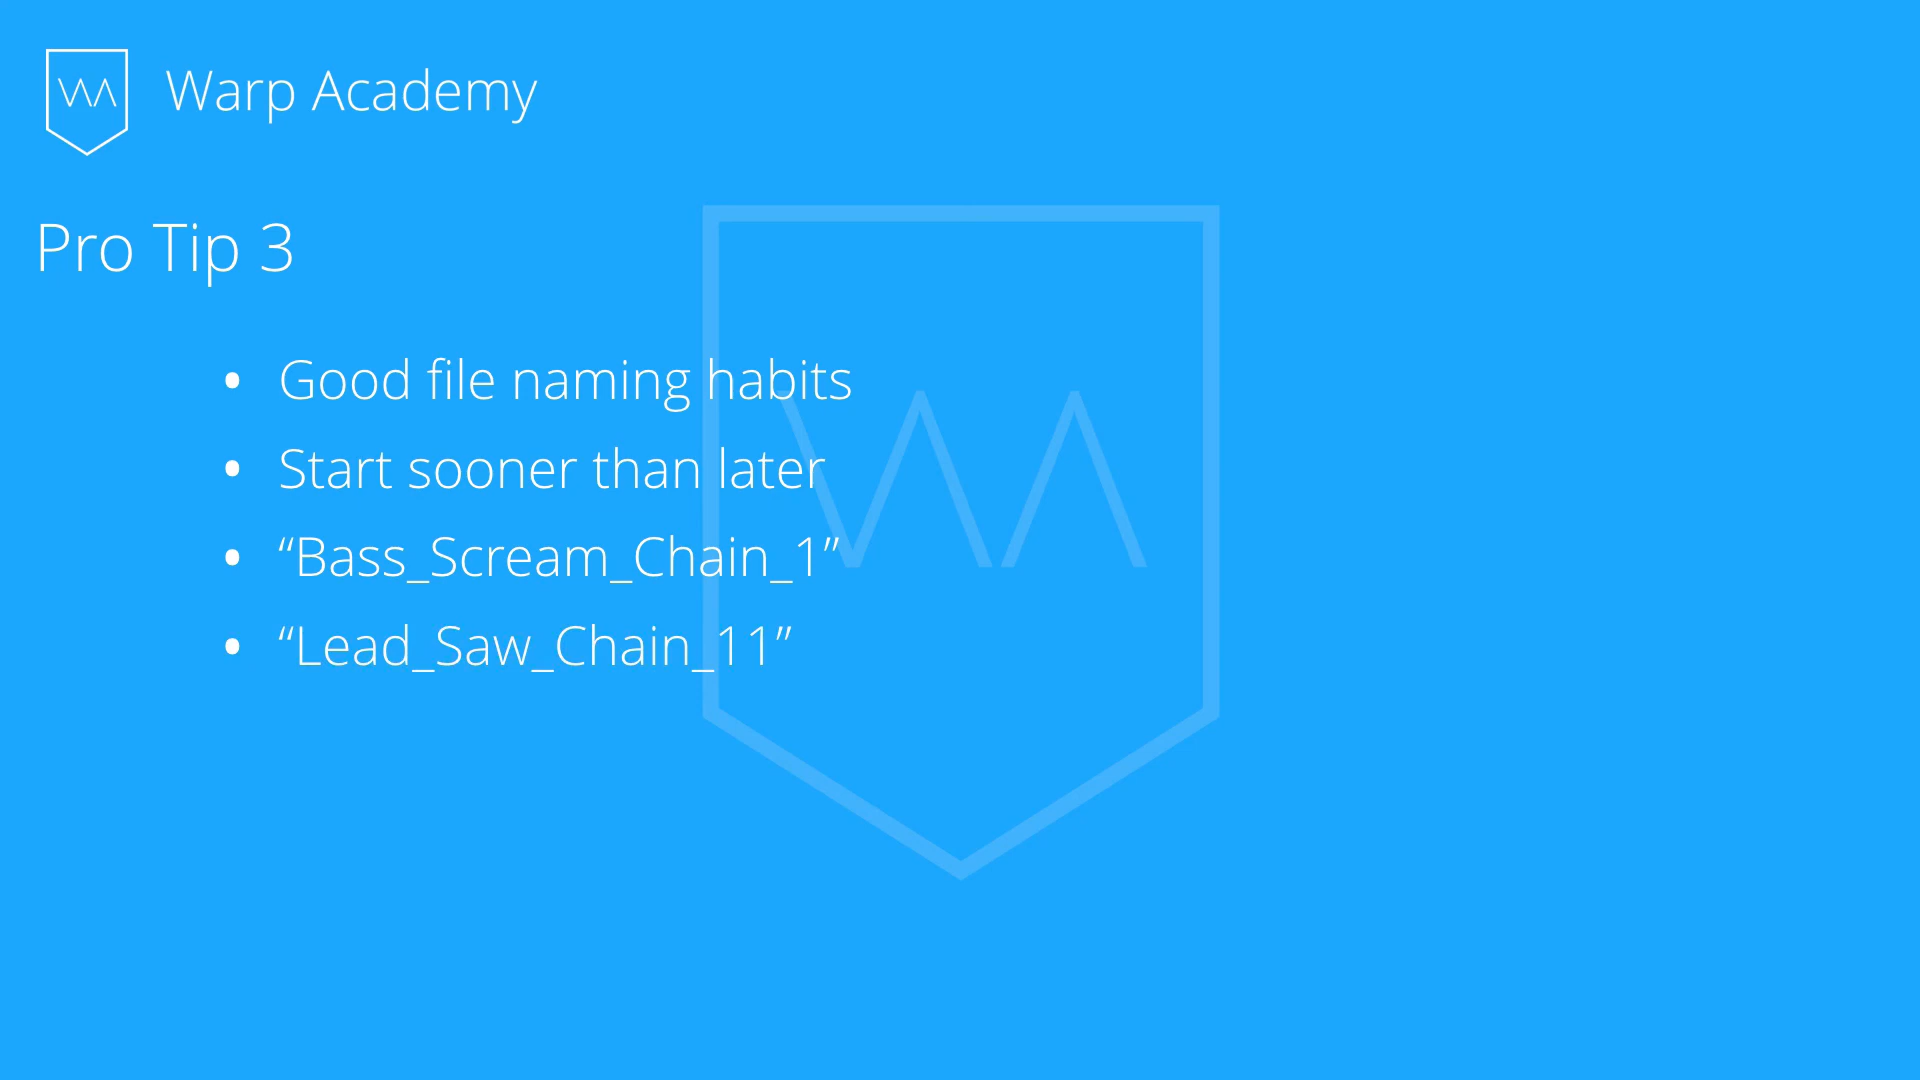 Warp Academy
Pro Tip 3
• Good file naming habits
• Start sooner than later
• “Bass_Scream_Chain_1”
• “Lead_Saw_Chain_11”